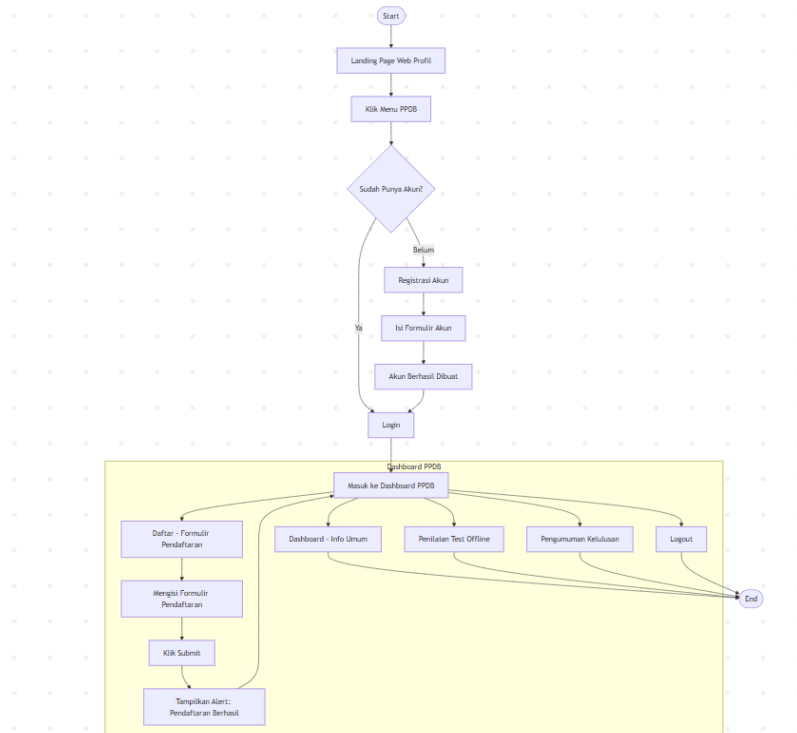 Start
Landing Page Web Profil
Klik Menu PPDB
Sudah Punya Akun?
Belum
Registrasi Akun
Ya
Isi Formulir Akun
Akun Berhasil Dibuat
Login
Dashboard PPDB
Masuk ke Dashboard PPDB
Daftar - Formulir
Pendaftaran
Dashboard - Info Umum
Penilaian Test Offline
Pengumuman Kelulusan
Logout
Mengisi Formulir
Pendaftaran
End
Klik Submit
Tampilkan Alert:
Pendaftaran Berhasil